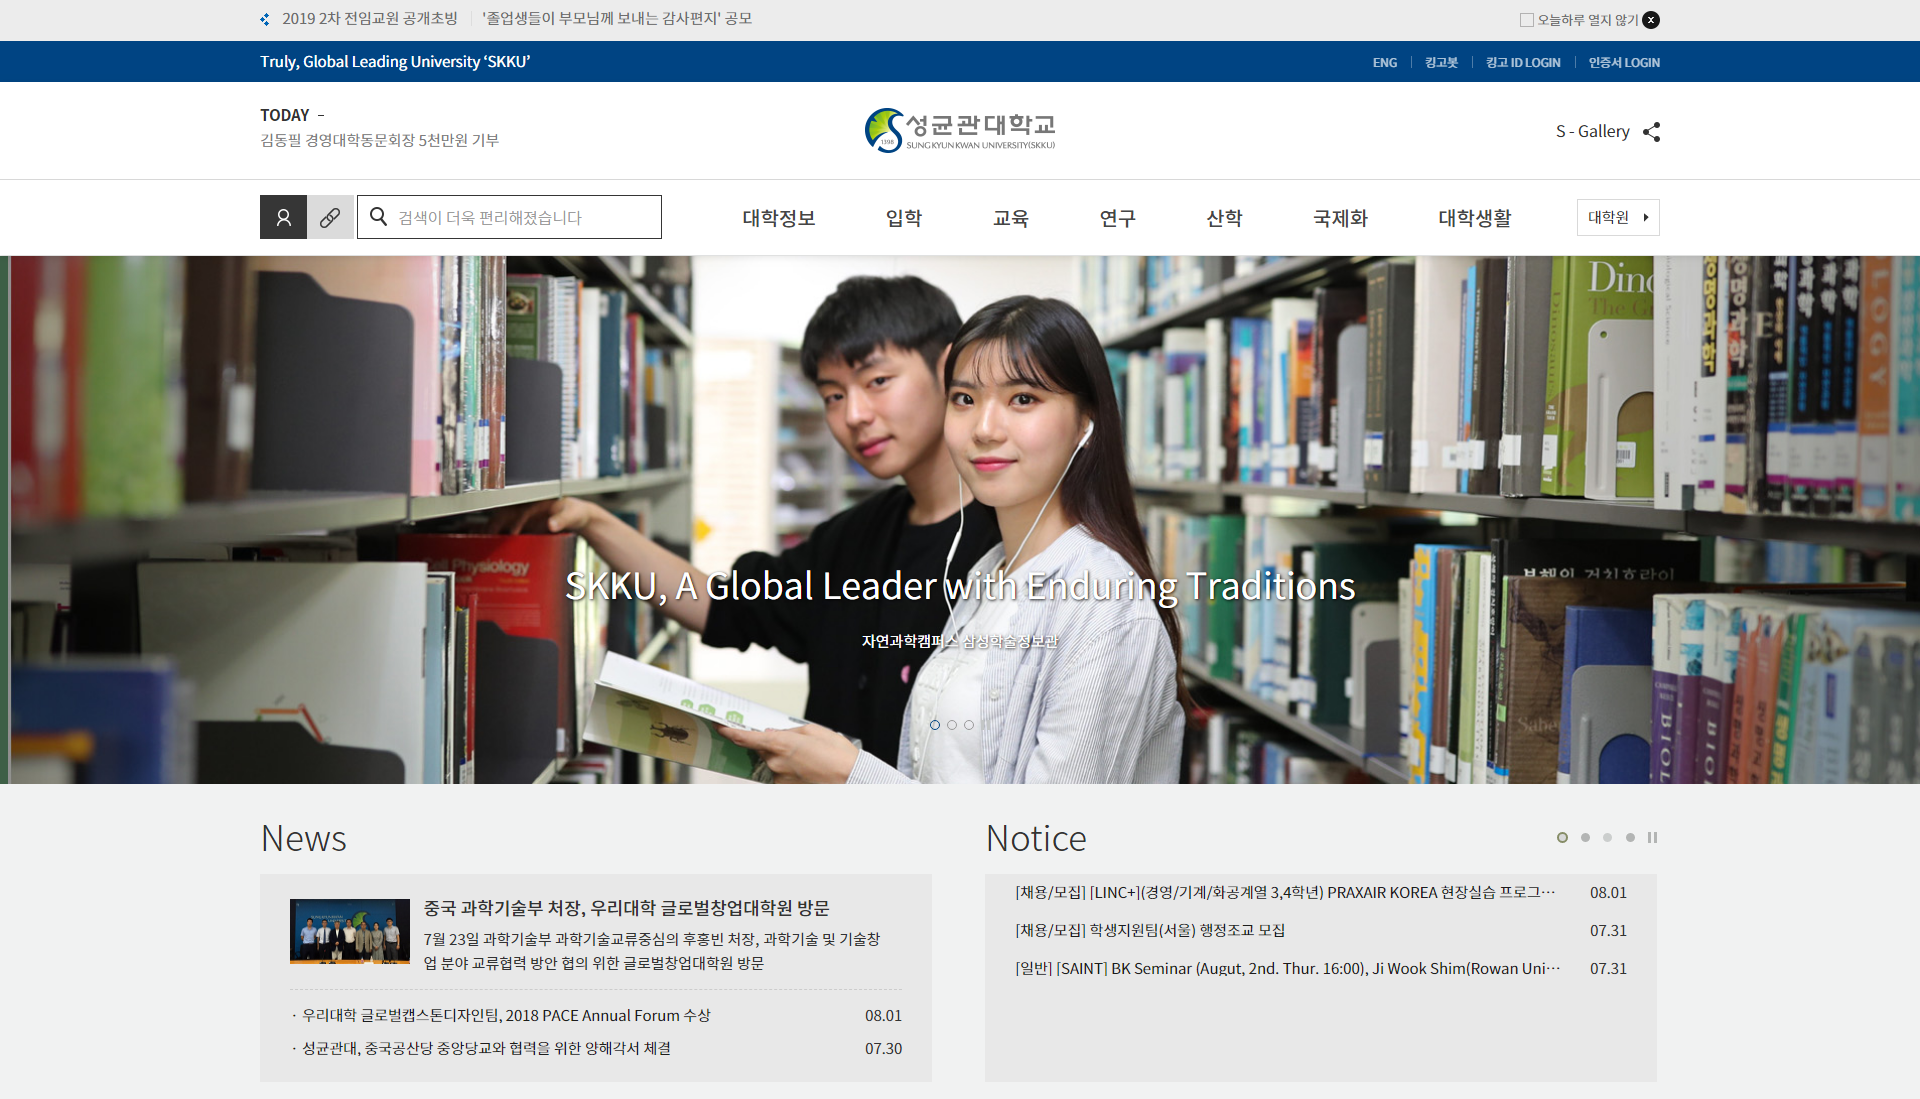 2019 2차 전임교원 공개초빙 '졸업생들이 부모님께 보내는 감사편지' 공모
오늘하루 열지 않기
Truly, Global Leading University ‘SKKU’
ENG 킹고봇 킹고 ID LOGIN 인증서 LOGIN
TODAY
김동필 경영대학동문회장 5천만원 기부
1398
성균관대학교
SUNGKYUNKWAN UNIVERSITY(SKKU)
S - Gallery
검색이 더욱 편리해졌습니다
대학정보 입학 교육 연구 산학 국제화 대학생활
대학원
Physiology
SKKU, A Global Leader with Enduring Traditions
자연과학캠퍼스 삼성학술정보관
News
중국 과학기술부 처장, 우리대학 글로벌창업대학원 방문
7월 23일 과학기술부 과학기술교류중심의 후홍빈 처장, 과학기술 및 기술창
업 분야 교류협력 방안 협의 위한 글로벌창업대학원 방문
· 우리대학 글로벌캡스톤디자인팀, 2018 PACE Annual Forum 수상 08.01
· 성균관대, 중국공산당 중앙당교와 협력을 위한 양해각서 체결 07.30
Notice
[채용/모집] [LINC+](경영/기계/화공계열 3,4학년) PRAXAIR KOREA 현장실습 프로그··· 08.01
[채용/모집] 학생지원팀(서울) 행정조교 모집 07.31
[일반] [SAINT] BK Seminar (Augut, 2nd. Thur. 16:00), Ji Wook Shim(Rowan Uni··· 07.31